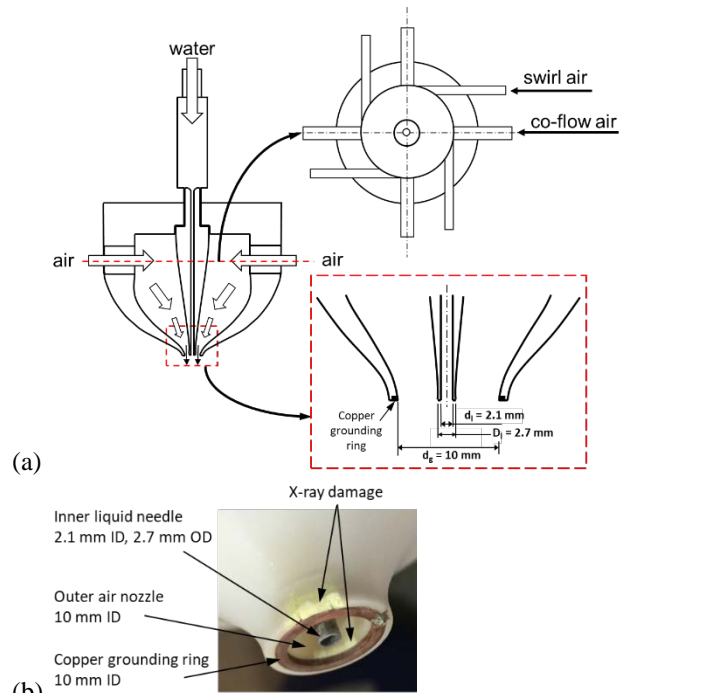 water
swirl air
co-flow air
air
air
Copper
grounding
ring
dₗ = 2.1 mm
Dₗ = 2.7 mm
d₉ = 10 mm
(a)
X-ray damage
Inner liquid needle
2.1 mm ID, 2.7 mm OD
Outer air nozzle
10 mm ID
Copper grounding ring
10 mm ID
(b)